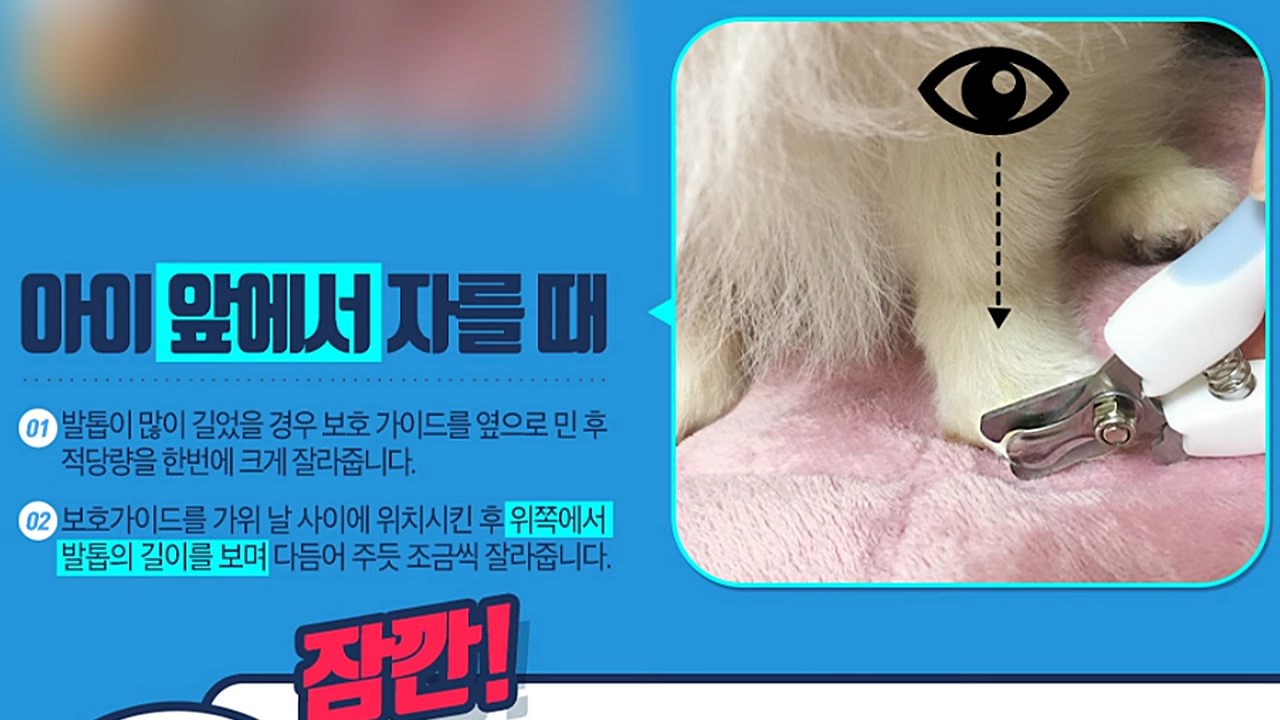 아이 앞에서 자를 때
01 발톱이 많이 길었을 경우 보호 가이드를 옆으로 민 후
적당량을 한번에 크게 잘라줍니다.
02 보호가이드를 가위 날 사이에 위치시킨 후 위쪽에서
발톱의 길이를 보며 다듬어 주듯 조금씩 잘라줍니다.
잠깐!